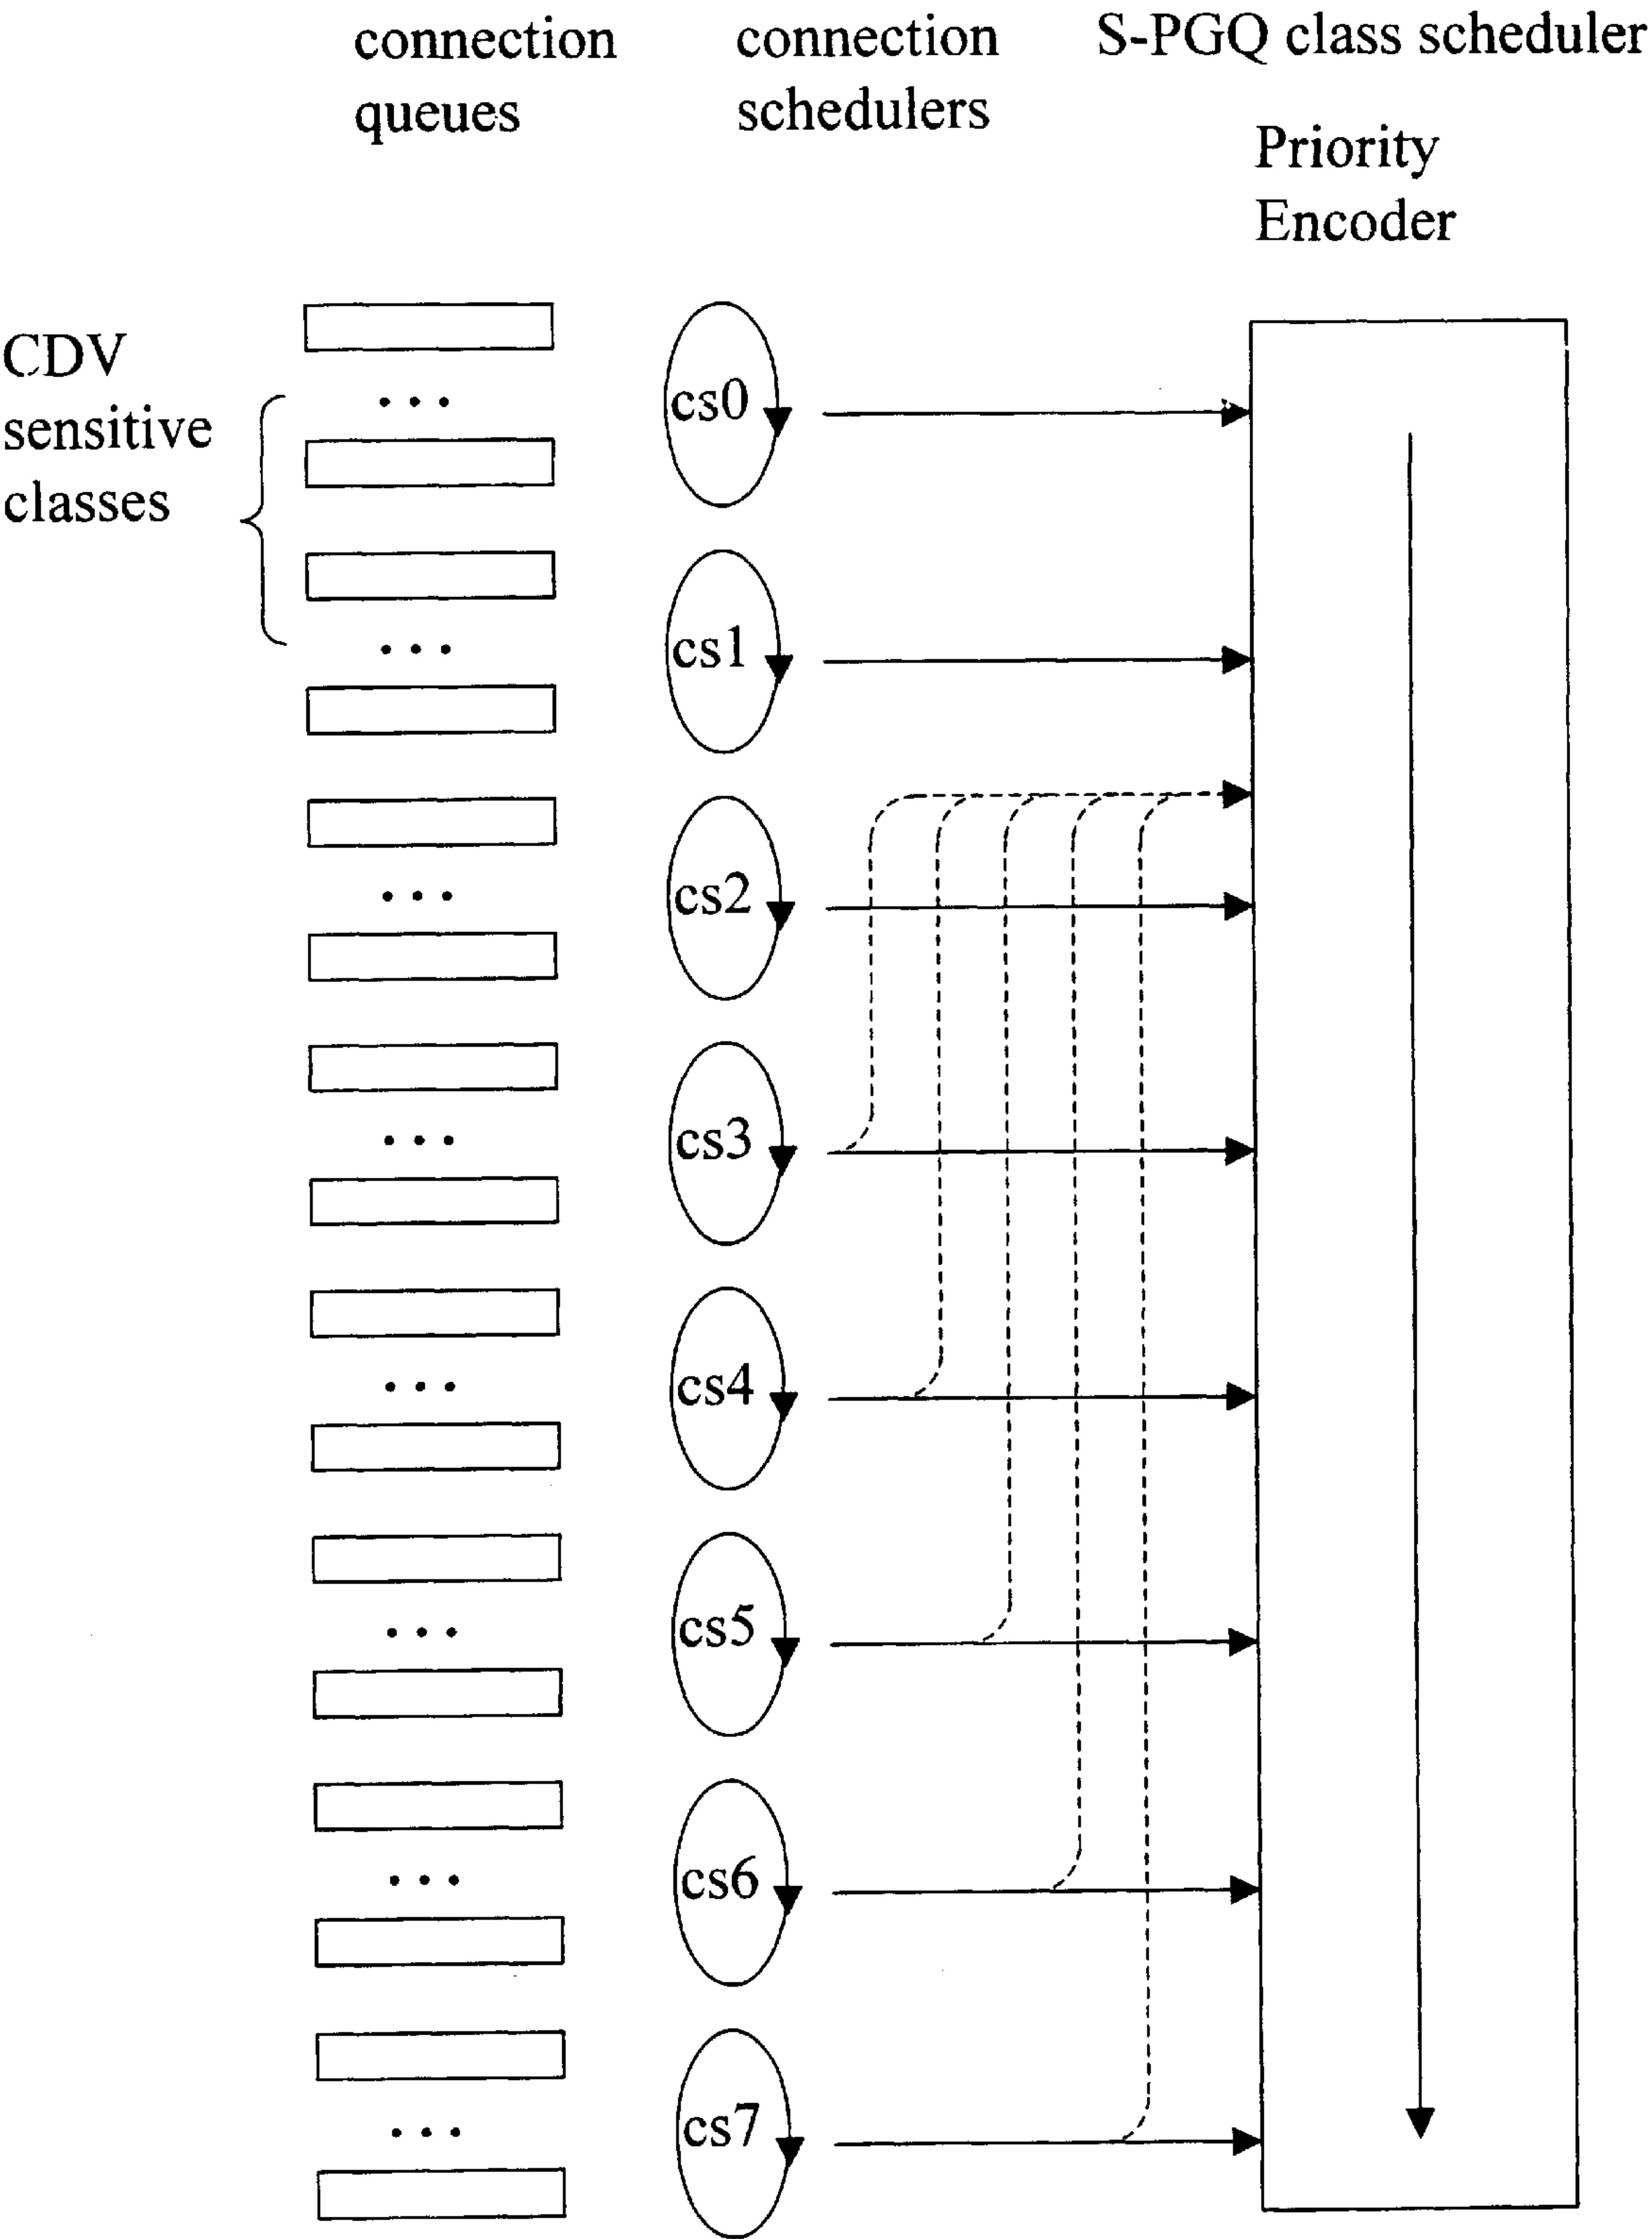 connection
queues
connection
schedulers
S-PGQ class scheduler
Priority
Encoder
CDV
sensitive
classes
cs0
cs1
cs2
cs3
cs4
cs5
cs6
cs7